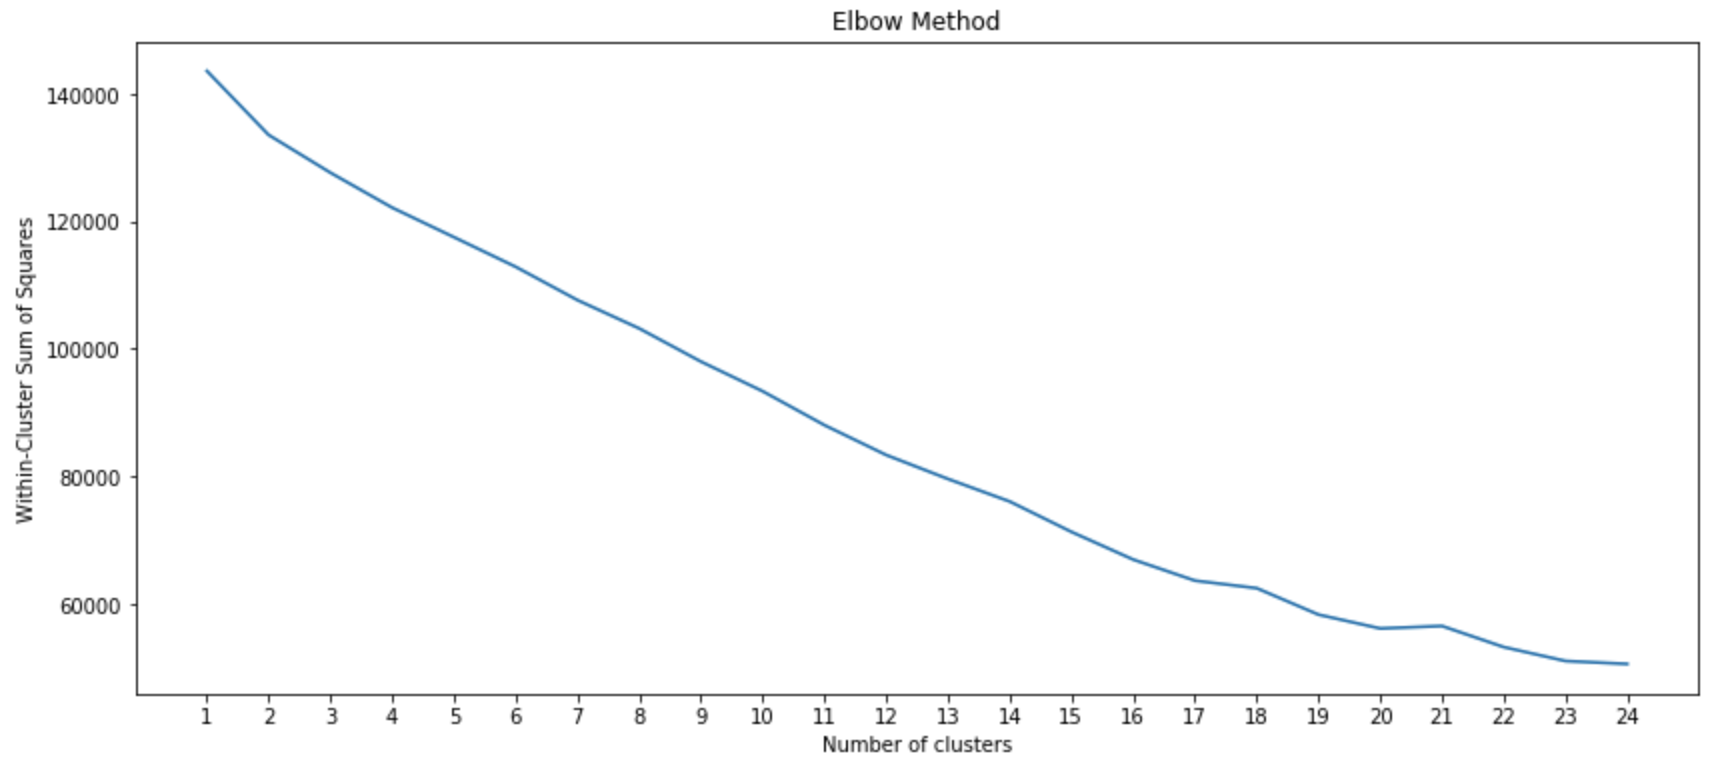 Elbow Method
Within-Cluster Sum of Squares
140000
120000
100000
80000
60000
1 2 3 4 5 6 7 8 9 10 11 12 13 14 15 16 17 18 19 20 21 22 23 24
Number of clusters